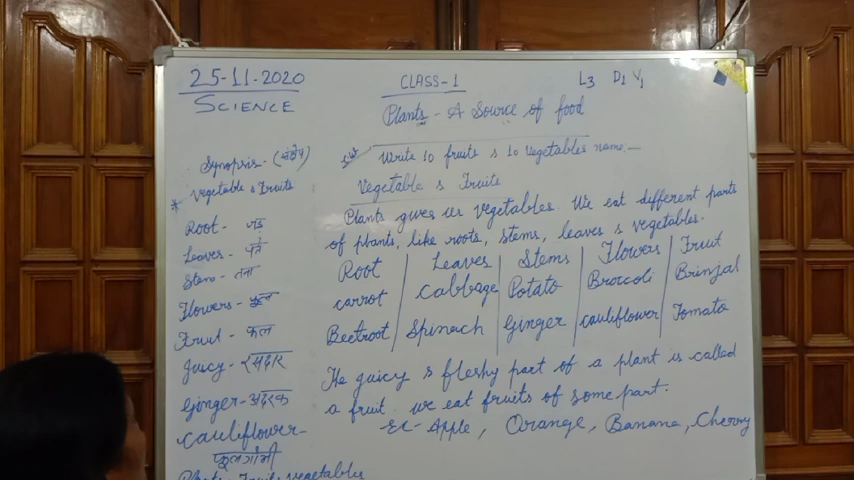 25-11-2020
SCIENCE
CLASS-1
L3 D1 V1
Plants - A Source of food
Synopsis - (संक्षेप)
* Vegetable & Fruits
Root - जड़
Leaves - पत्ते
Stem - तना
Flowers - फूल
Fruit - फल
Juicy - रसदार
Ginger - अदरक
Cauliflower -
फूलगोभी
CW Write 10 fruits & 10 Vegetables name:-
Vegetable & Fruits
Plants gives us vegetables. We eat different parts
of plants, like roots, stems, leaves & vegetables.
Root Leaves Stems Flowers Fruit
carrot Cabbage Potato Broccoli Brinjal
Beetroot Spinach Ginger cauliflower Tomato
The juicy & fleshy part of a plant is called
a fruit. we eat fruits of some part.
Ex- Apple, Orange, Banana, Cherry